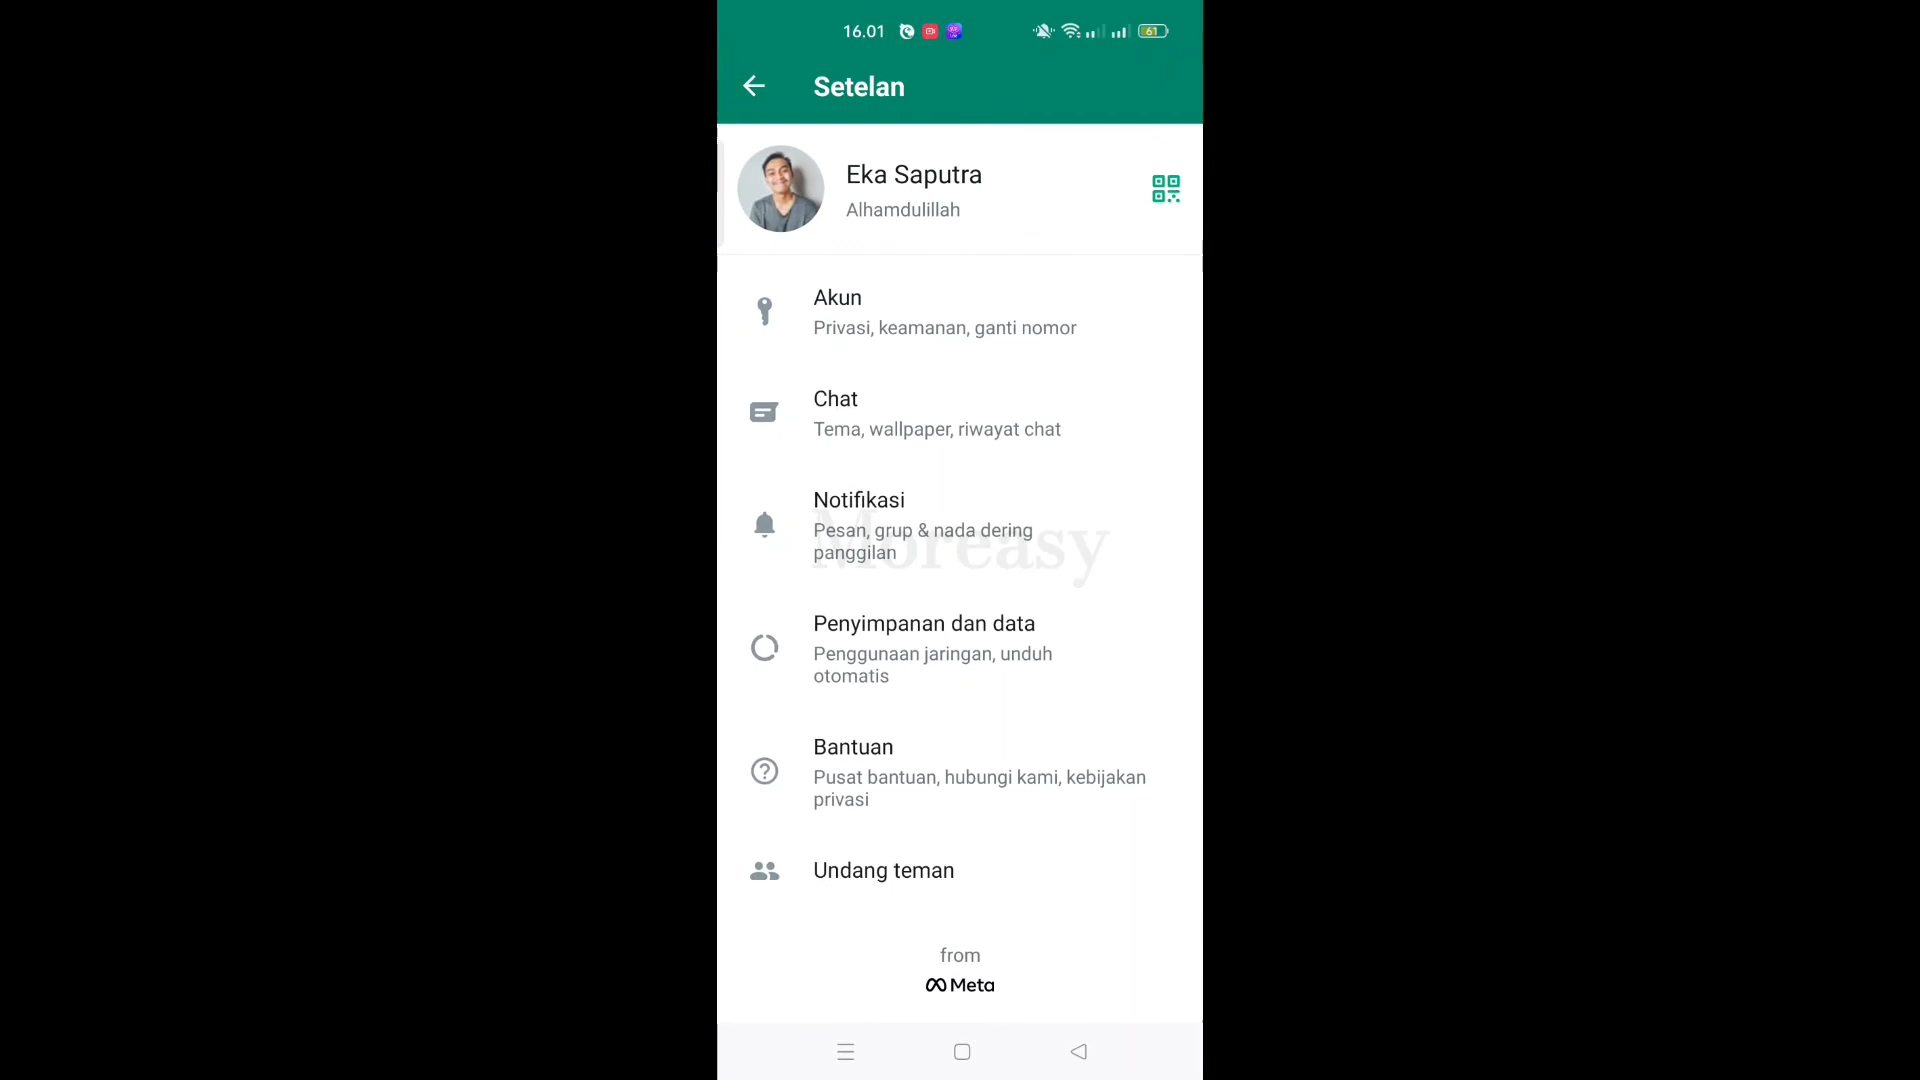 16.01
61
Setelan
Eka Saputra
Alhamdulillah
Akun
Privasi, keamanan, ganti nomor
Chat
Tema, wallpaper, riwayat chat
Notifikasi
Pesan, grup & nada dering
panggilan
Moreasy
Penyimpanan dan data
Penggunaan jaringan, unduh
otomatis
Bantuan
Pusat bantuan, hubungi kami, kebijakan
privasi
Undang teman
from
Meta